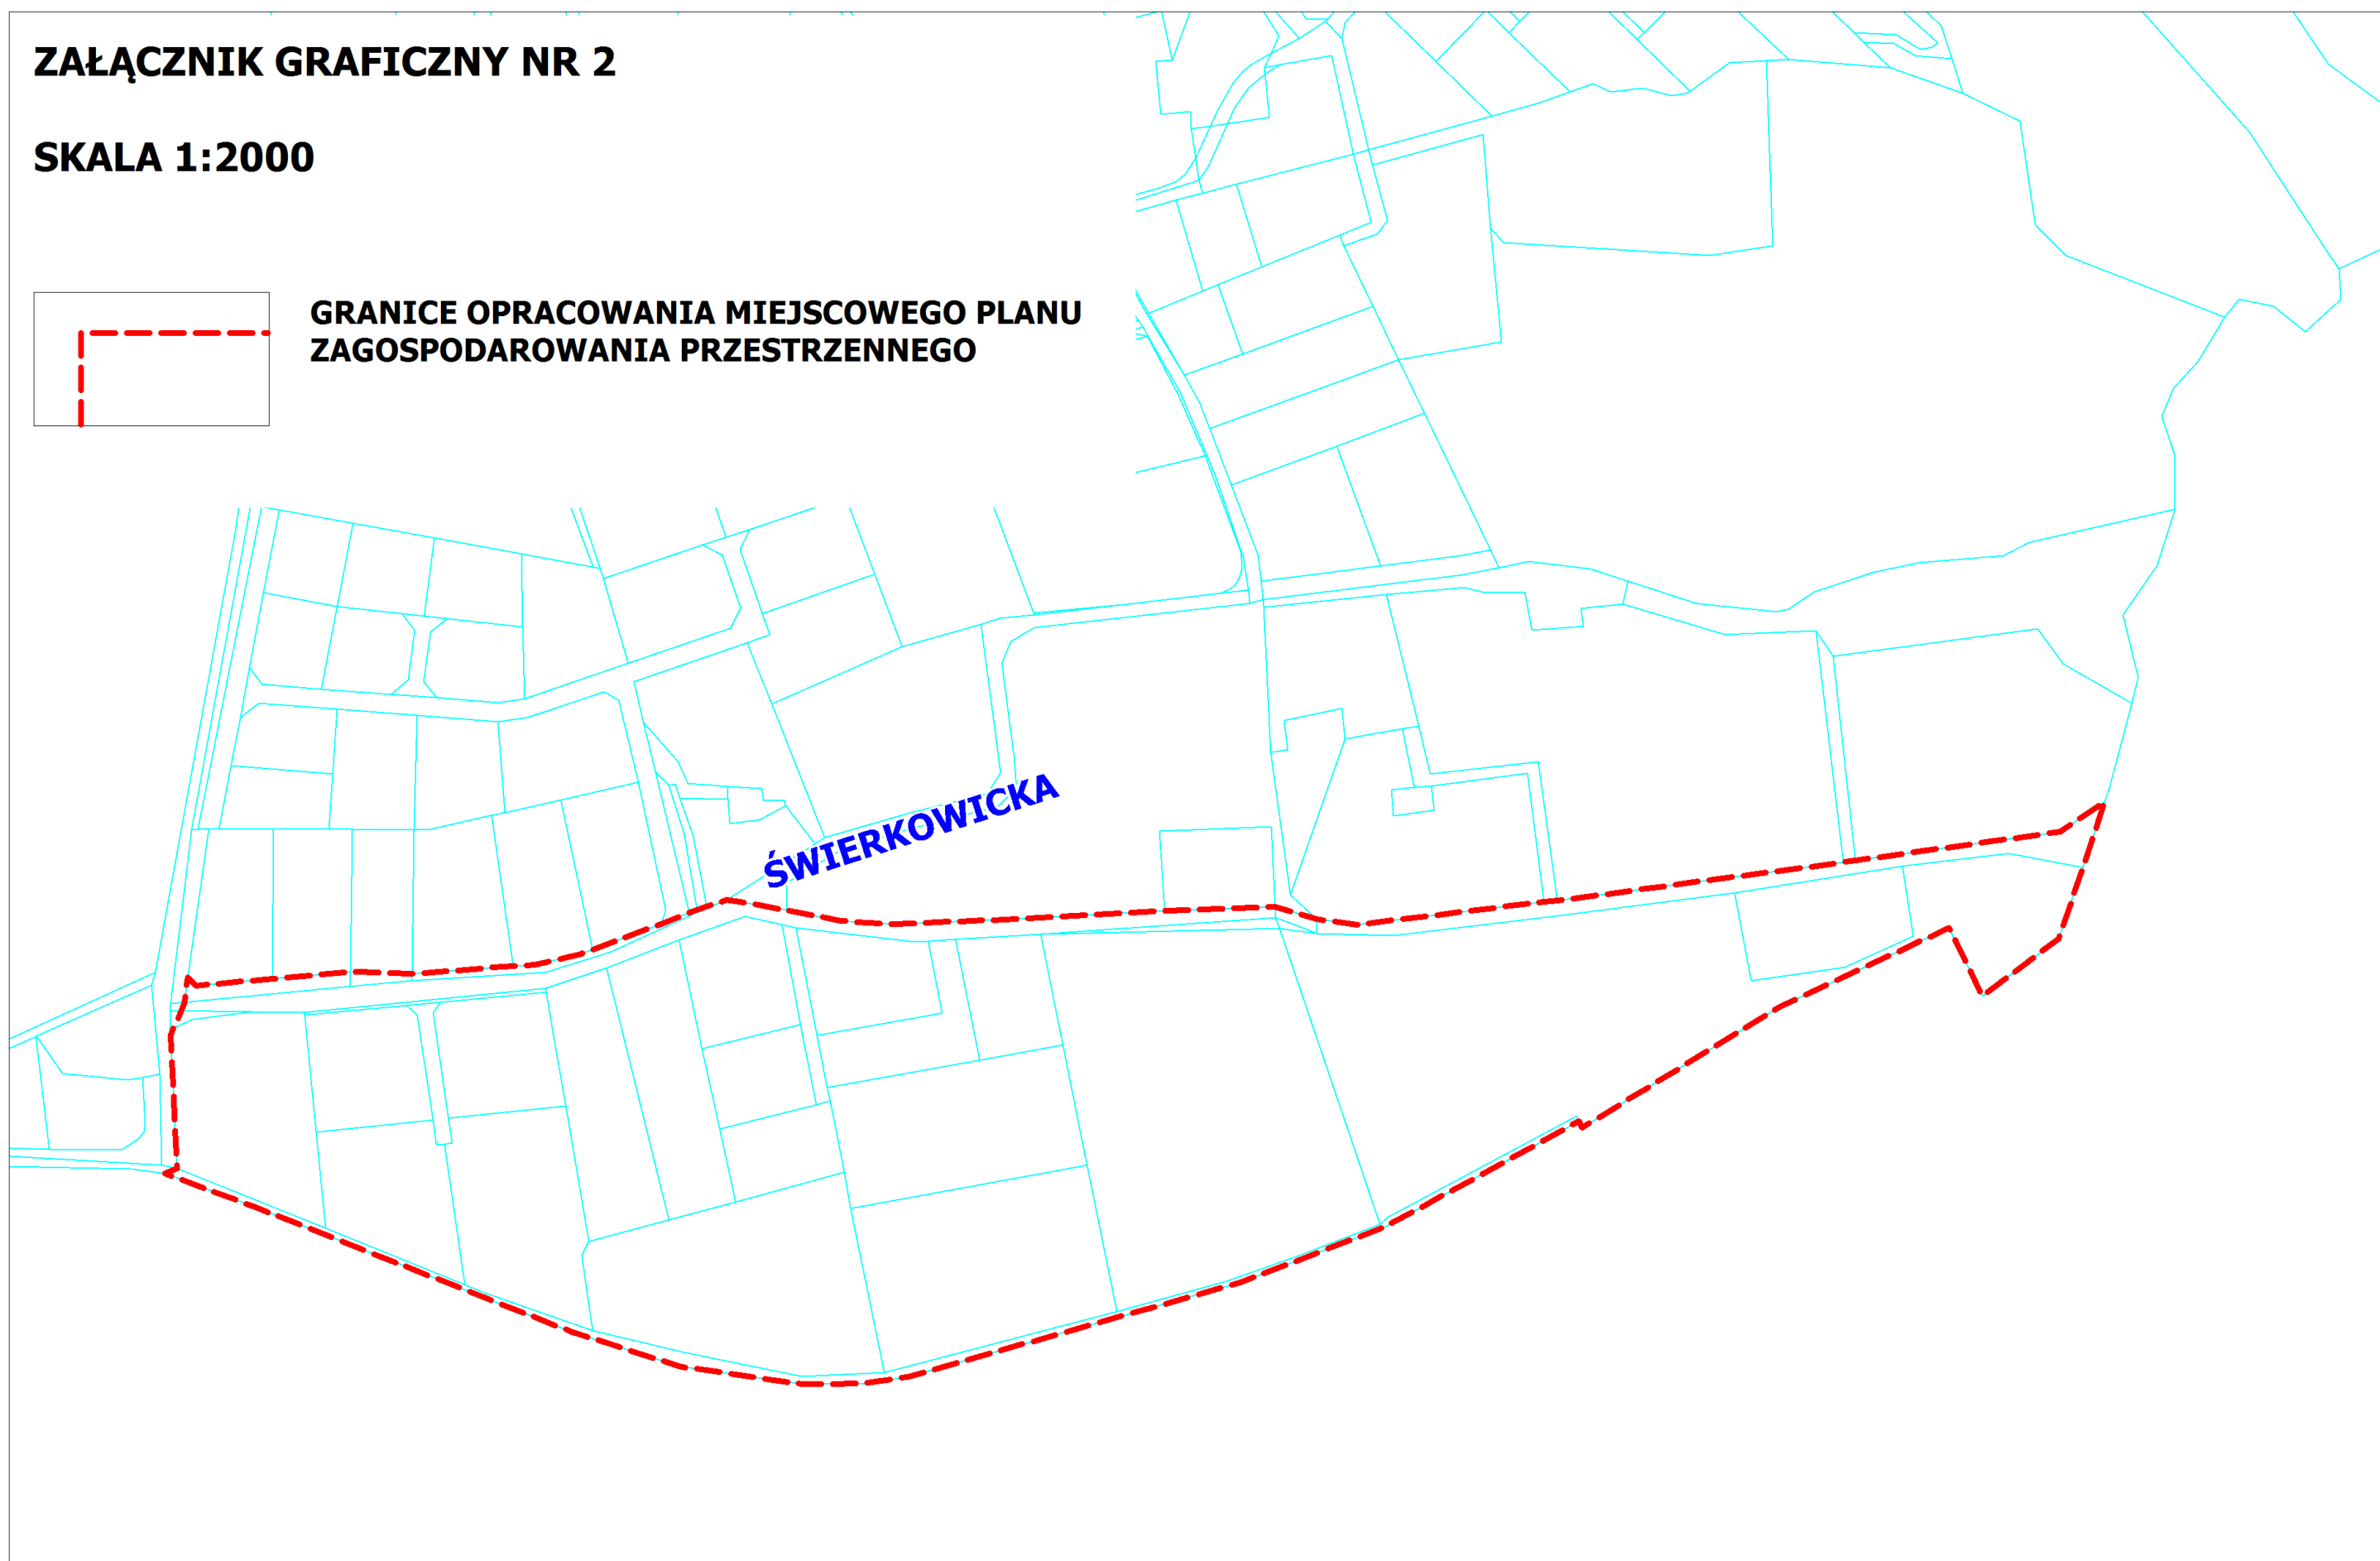 ZAŁĄCZNIK GRAFICZNY NR 2
SKALA 1:2000
GRANICE OPRACOWANIA MIEJSCOWEGO PLANU
ZAGOSPODAROWANIA PRZESTRZENNEGO
ŚWIERKOWICKA